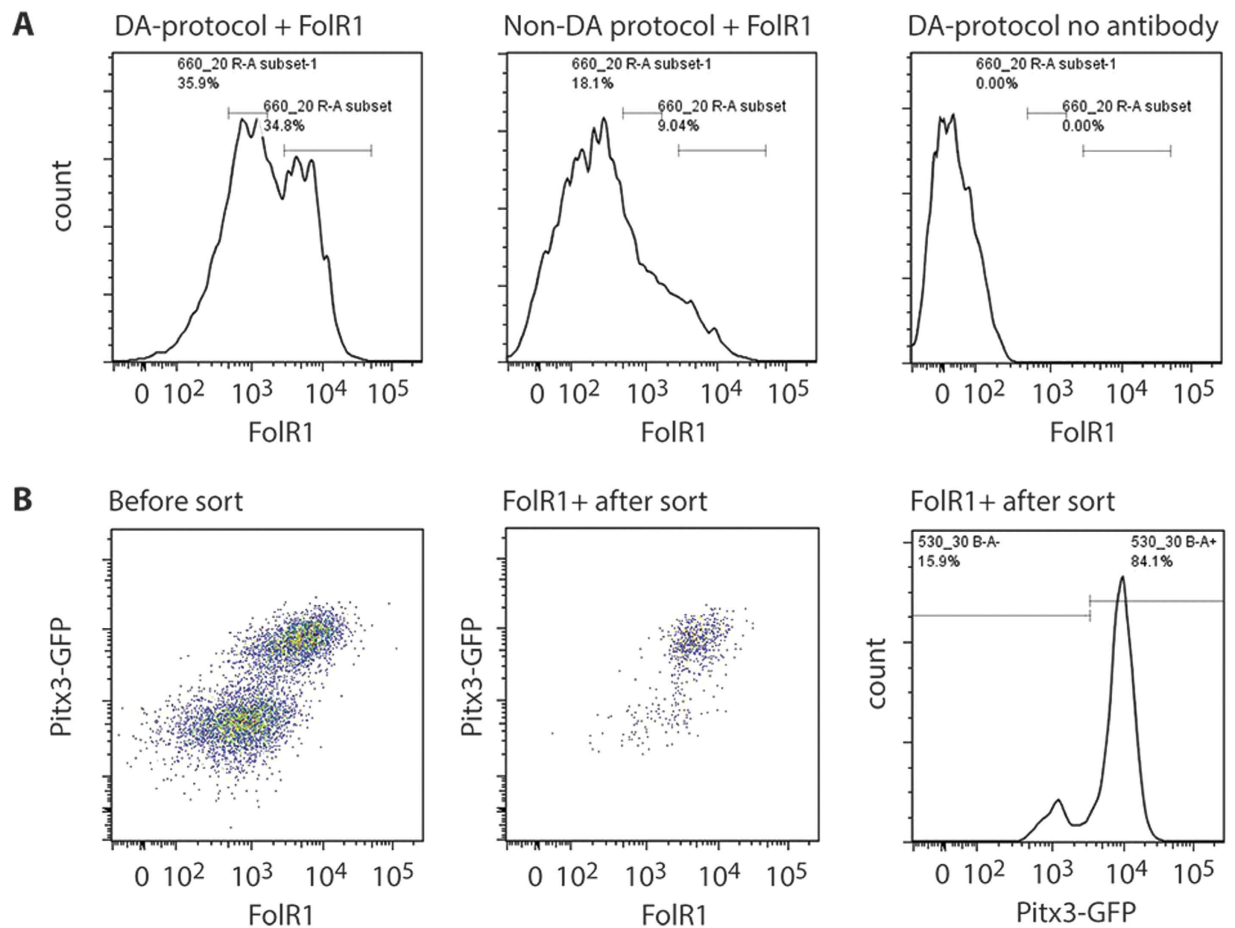 A
DA-protocol + FolR1
Non-DA protocol + FolR1
DA-protocol no antibody
660_20 R-A subset-1
35.9%
660_20 R-A subset
34.8%
660_20 R-A subset-1
18.1%
660_20 R-A subset
9.04%
660_20 R-A subset-1
0.00%
660_20 R-A subset
0.00%
count
0 10² 10³ 10⁴ 10⁵
FolR1
0 10² 10³ 10⁴ 10⁵
FolR1
0 10² 10³ 10⁴ 10⁵
FolR1
B
Before sort
FolR1+ after sort
FolR1+ after sort
Pitx3-GFP
0 10² 10³ 10⁴ 10⁵
FolR1
Pitx3-GFP
0 10² 10³ 10⁴ 10⁵
FolR1
530_30 B-A-
15.9%
530_30 B-A+
84.1%
count
0 10² 10³ 10⁴ 10⁵
Pitx3-GFP